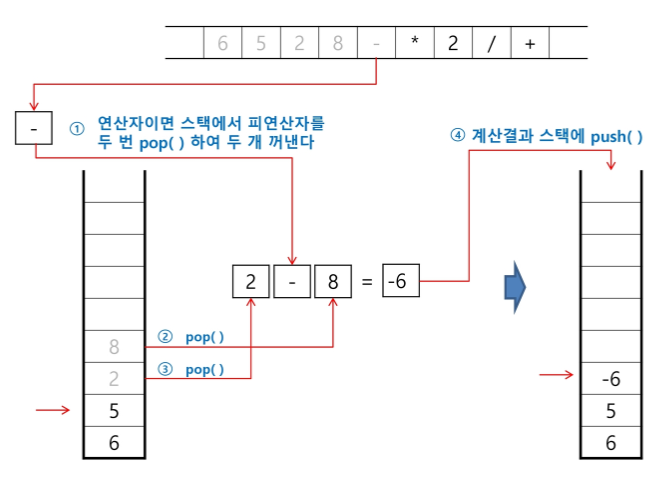 6 5 2 8 - * 2 / +
-
① 연산자이면 스택에서 피연산자를
두 번 pop( ) 하여 두 개 꺼낸다
④ 계산결과 스택에 push( )
2 - 8 = -6
8
② pop( )
2
③ pop( )
5
6
-6
5
6